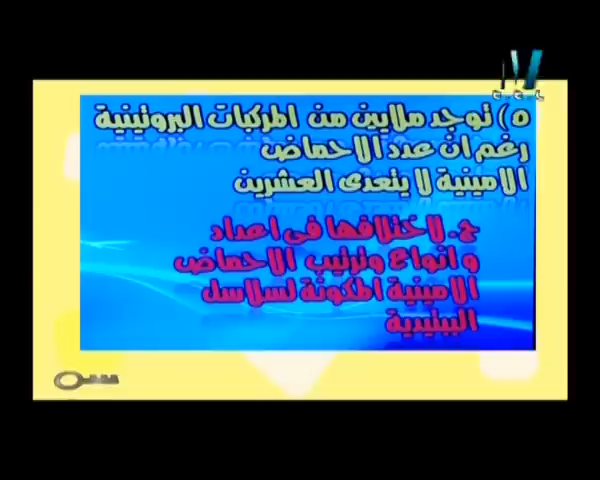 ٥) توجد ملايين من المركبات البروتينية
رغم ان عدد الاحماض
الامينية لا يتعدى العشرين
ج. لاختلافها فى اعداد
و انواع وترتيب الاحماض
الامينية المكونة لسلاسل
الببتيدية